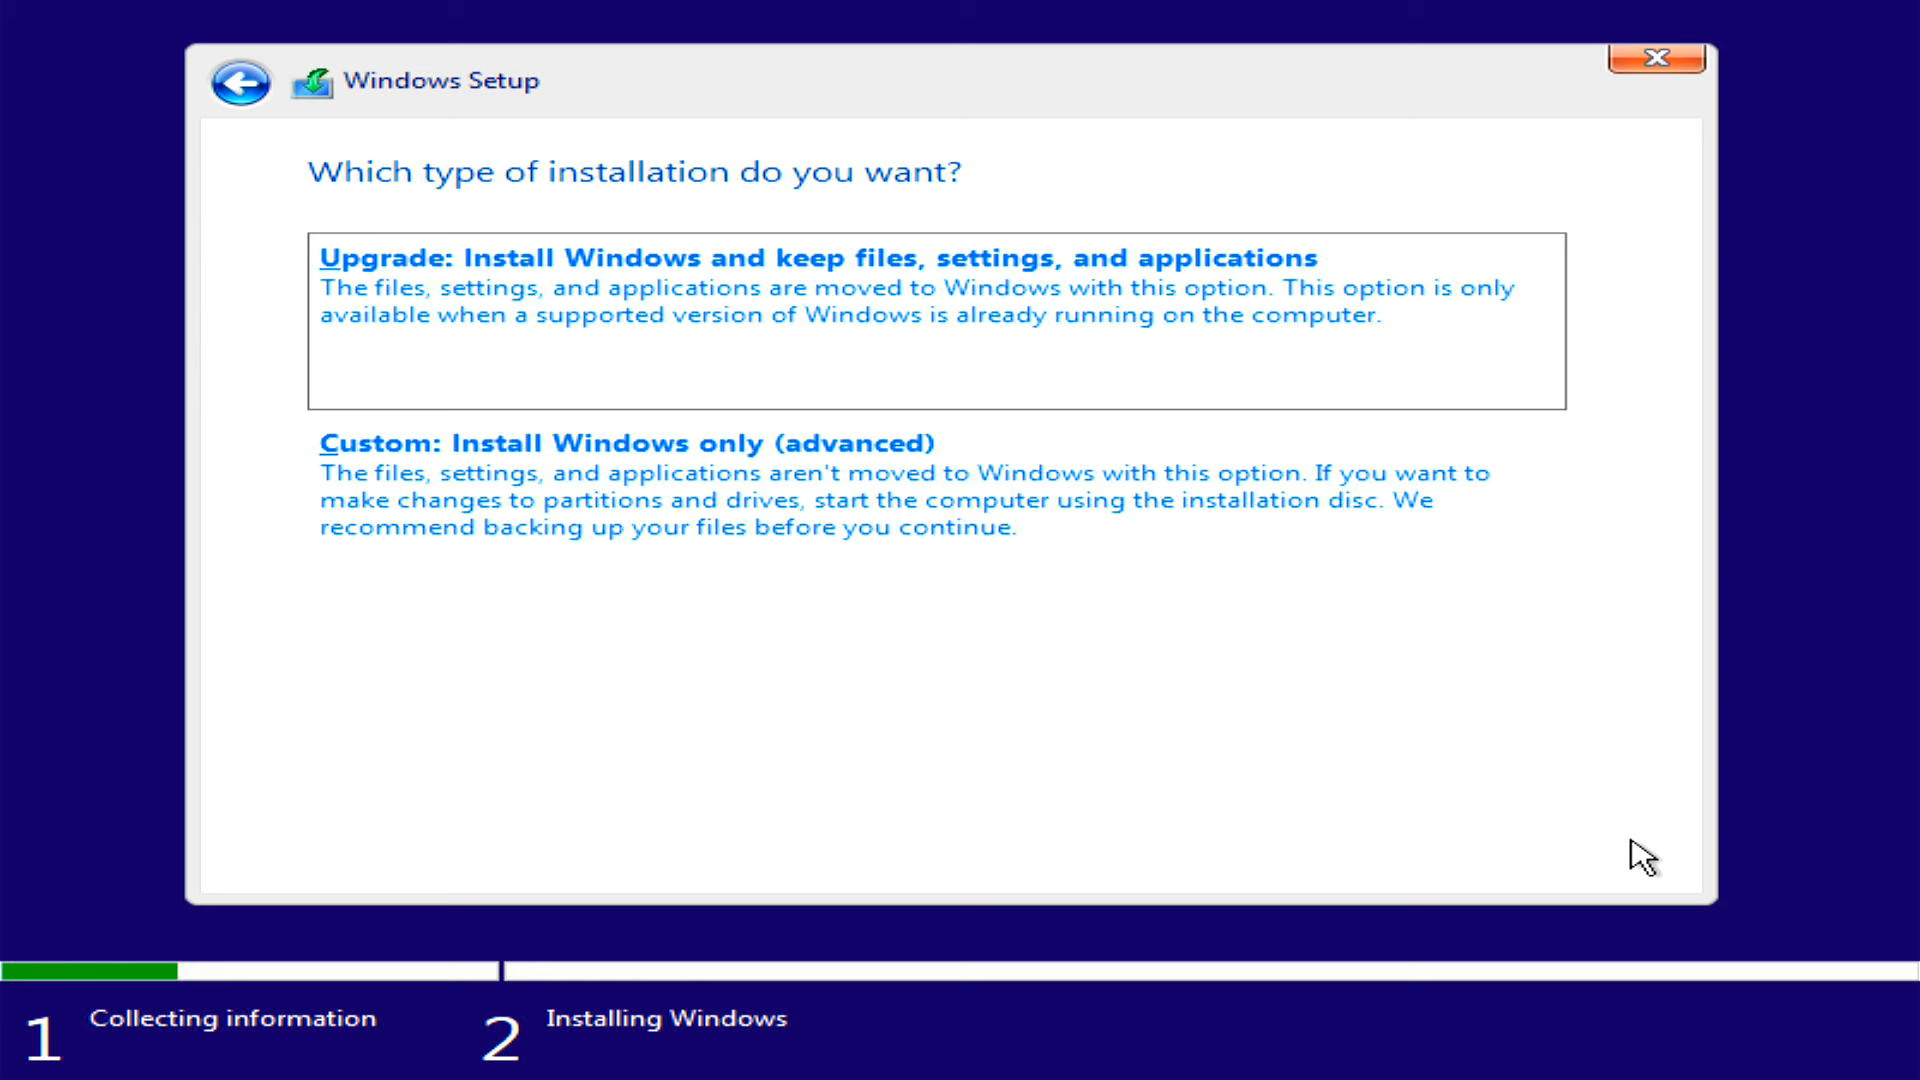 Windows Setup
Which type of installation do you want?
Upgrade: Install Windows and keep files, settings, and applications
The files, settings, and applications are moved to Windows with this option. This option is only
available when a supported version of Windows is already running on the computer.
Custom: Install Windows only (advanced)
The files, settings, and applications aren't moved to Windows with this option. If you want to
make changes to partitions and drives, start the computer using the installation disc. We
recommend backing up your files before you continue.
1 Collecting information
2 Installing Windows